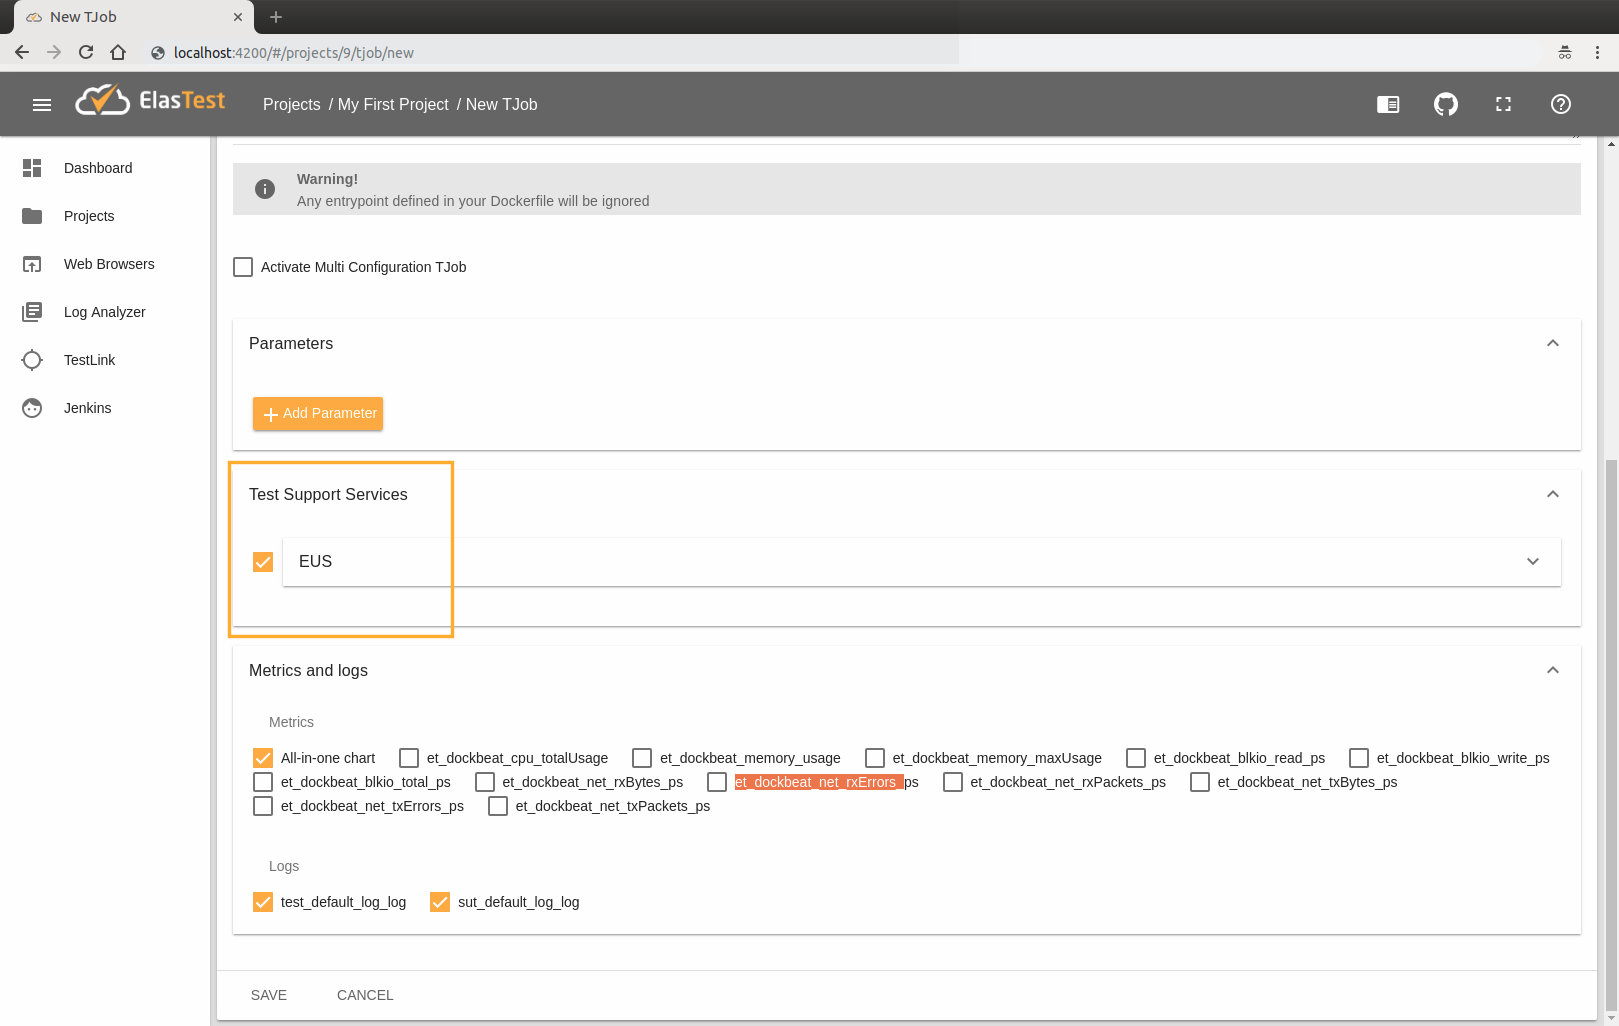 New TJob
localhost:4200/#/projects/9/tjob/new
ElasTest
Projects / My First Project / New TJob
Dashboard
Projects
Web Browsers
Log Analyzer
TestLink
Jenkins
Warning!
Any entrypoint defined in your Dockerfile will be ignored
Activate Multi Configuration TJob
Parameters
Add Parameter
Test Support Services
EUS
Metrics and logs
Metrics
All-in-one chart et_dockbeat_cpu_totalUsage et_dockbeat_memory_usage et_dockbeat_memory_maxUsage et_dockbeat_blkio_read_ps et_dockbeat_blkio_write_ps
et_dockbeat_blkio_total_ps et_dockbeat_net_rxBytes_ps et_dockbeat_net_rxErrors_ps et_dockbeat_net_rxPackets_ps et_dockbeat_net_txBytes_ps
et_dockbeat_net_txErrors_ps et_dockbeat_net_txPackets_ps
Logs
test_default_log_log sut_default_log_log
SAVE CANCEL